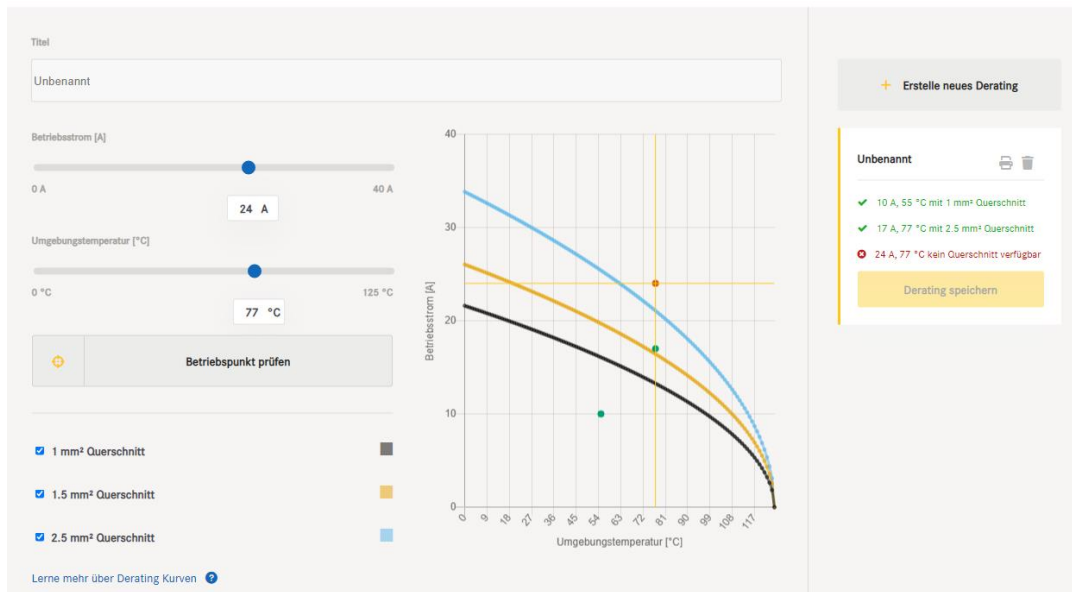 Titel
Unbenannt
Betriebsstrom [A]
0 A
40 A
24 A
Umgebungstemperatur [°C]
0 °C
125 °C
77 °C
Betriebspunkt prüfen
1 mm² Querschnitt
1.5 mm² Querschnitt
2.5 mm² Querschnitt
Lerne mehr über Derating Kurven ?
40
30
20
10
0
Betriebsstrom [A]
0 9 18 27 36 45 54 63 72 81 90 99 108 117
Umgebungstemperatur [°C]
+ Erstelle neues Derating
Unbenannt
10 A, 55 °C mit 1 mm² Querschnitt
17 A, 77 °C mit 2.5 mm² Querschnitt
24 A, 77 °C kein Querschnitt verfügbar
Derating speichern